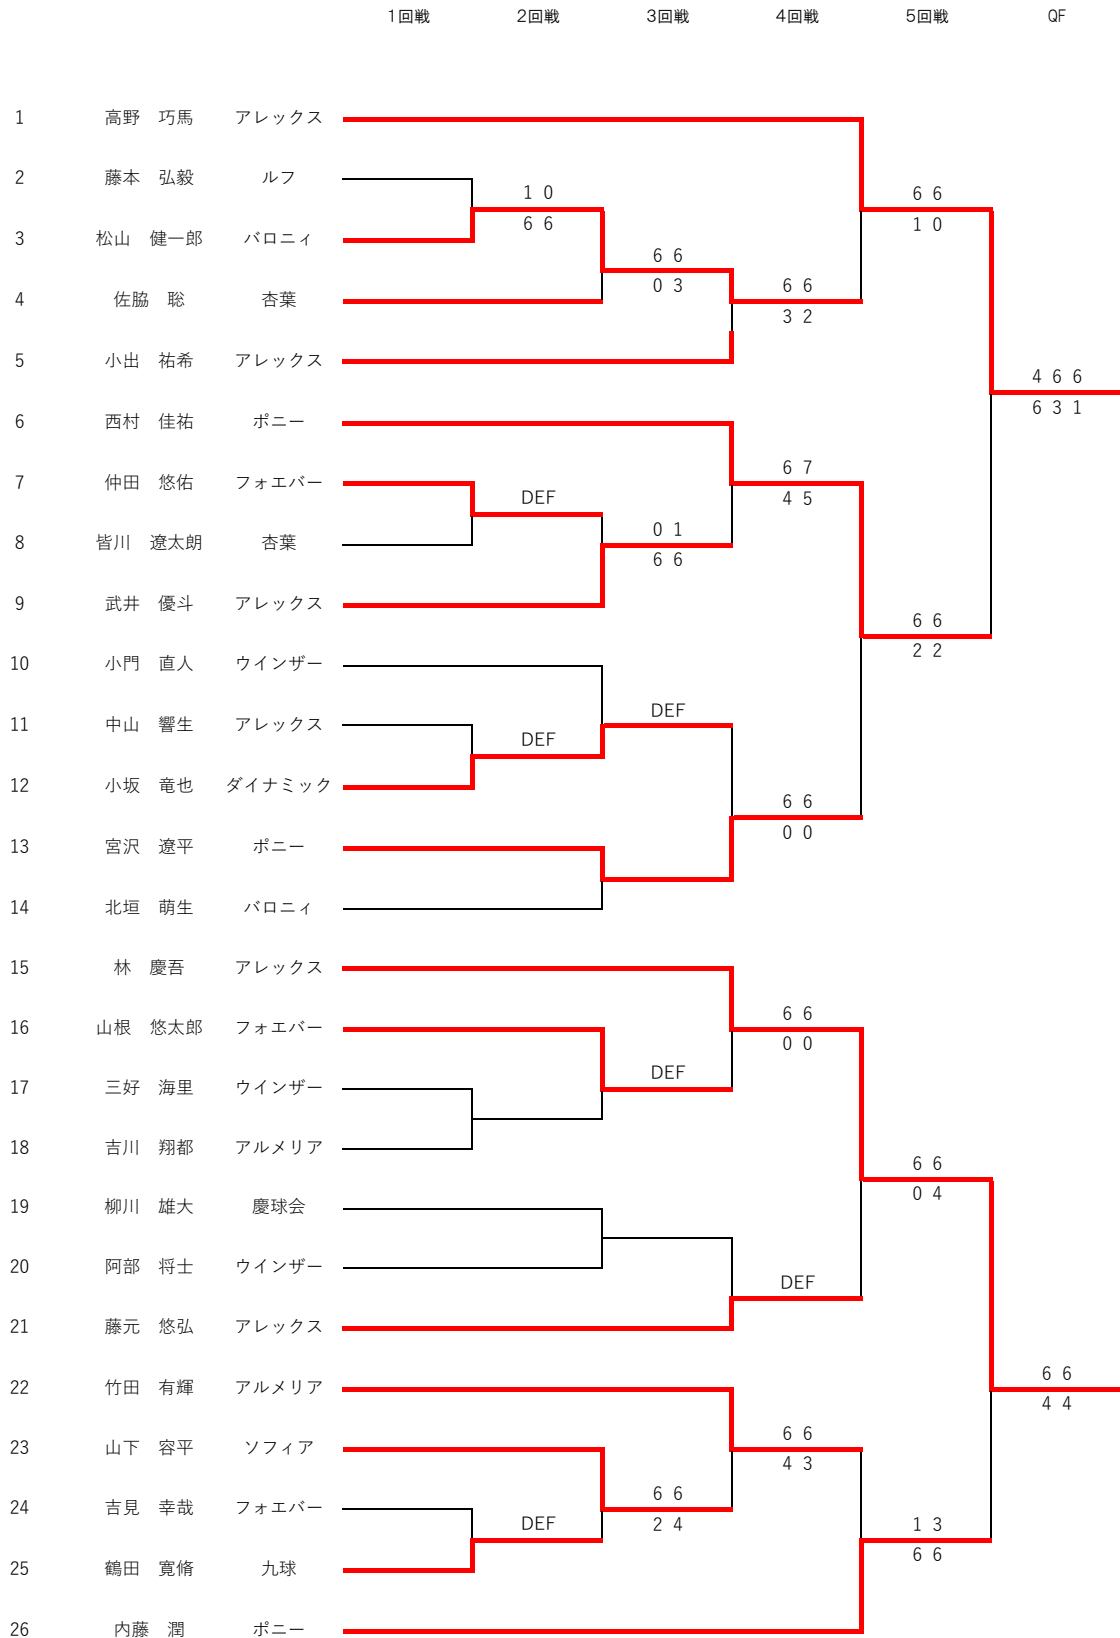 1回戦 2回戦 3回戦 4回戦 5回戦 QF
1 高野 巧馬 アレックス
2 藤本 弘毅 ルフ
1 0 6 6
3 松山 健一郎 バロニィ
6 6 1 0
6 6
4 佐脇 聡 杏葉
0 3 6 6
3 2
5 小出 祐希 アレックス
4 6 6
6 3 1
6 西村 佳祐 ポニー
6 7
7 仲田 悠佑 フォエバー
DEF 4 5
8 皆川 遼太朗 杏葉
0 1
6 6
9 武井 優斗 アレックス
6 6
2 2
10 小門 直人 ウインザー
DEF
11 中山 響生 アレックス
DEF
12 小坂 竜也 ダイナミック
6 6
0 0
13 宮沢 遼平 ポニー
14 北垣 萌生 バロニィ
15 林 慶吾 アレックス
6 6
16 山根 悠太郎 フォエバー
0 0
DEF
17 三好 海里 ウインザー
18 吉川 翔都 アルメリア
6 6
0 4
19 柳川 雄大 慶球会
20 阿部 将士 ウインザー
DEF
21 藤元 悠弘 アレックス
6 6
22 竹田 有輝 アルメリア
4 4
6 6
23 山下 容平 ソフィア
4 3
6 6
24 吉見 幸哉 フォエバー
DEF 2 4 1 3
6 6
25 鶴田 寛脩 九球
26 内藤 潤 ポニー